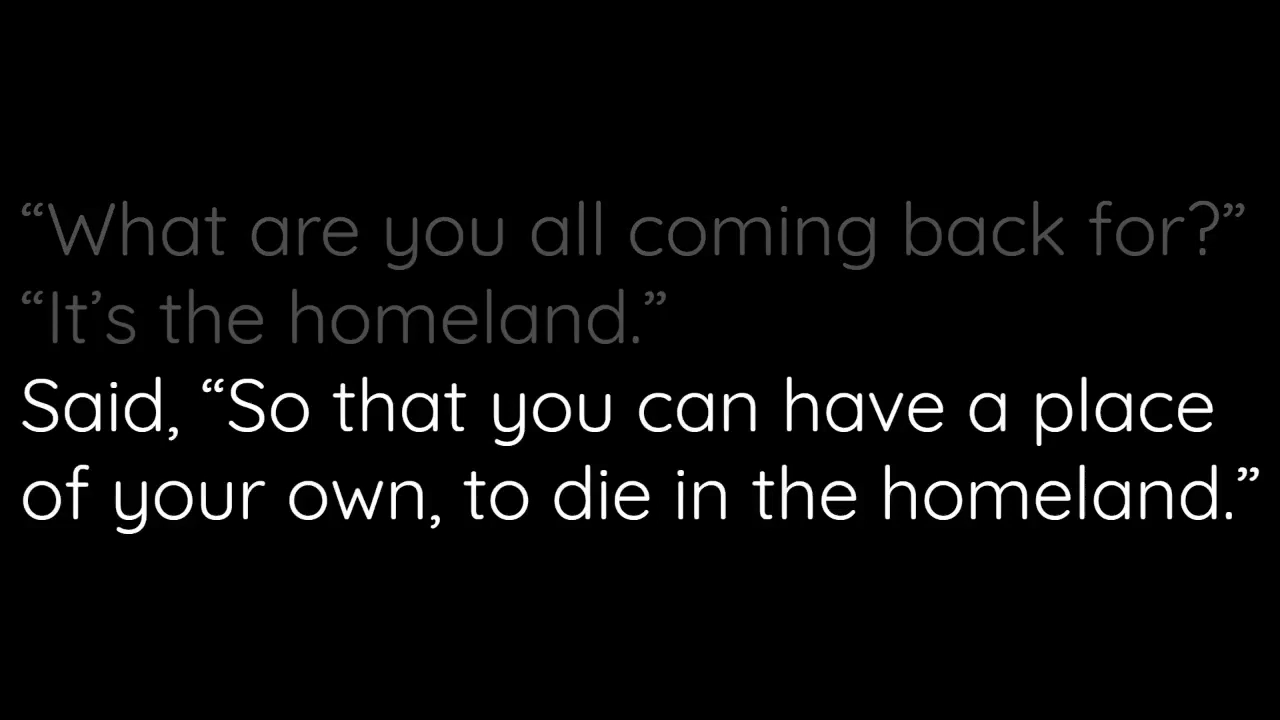 “What are you all coming back for?”
“It’s the homeland.”
Said, “So that you can have a place
of your own, to die in the homeland.”